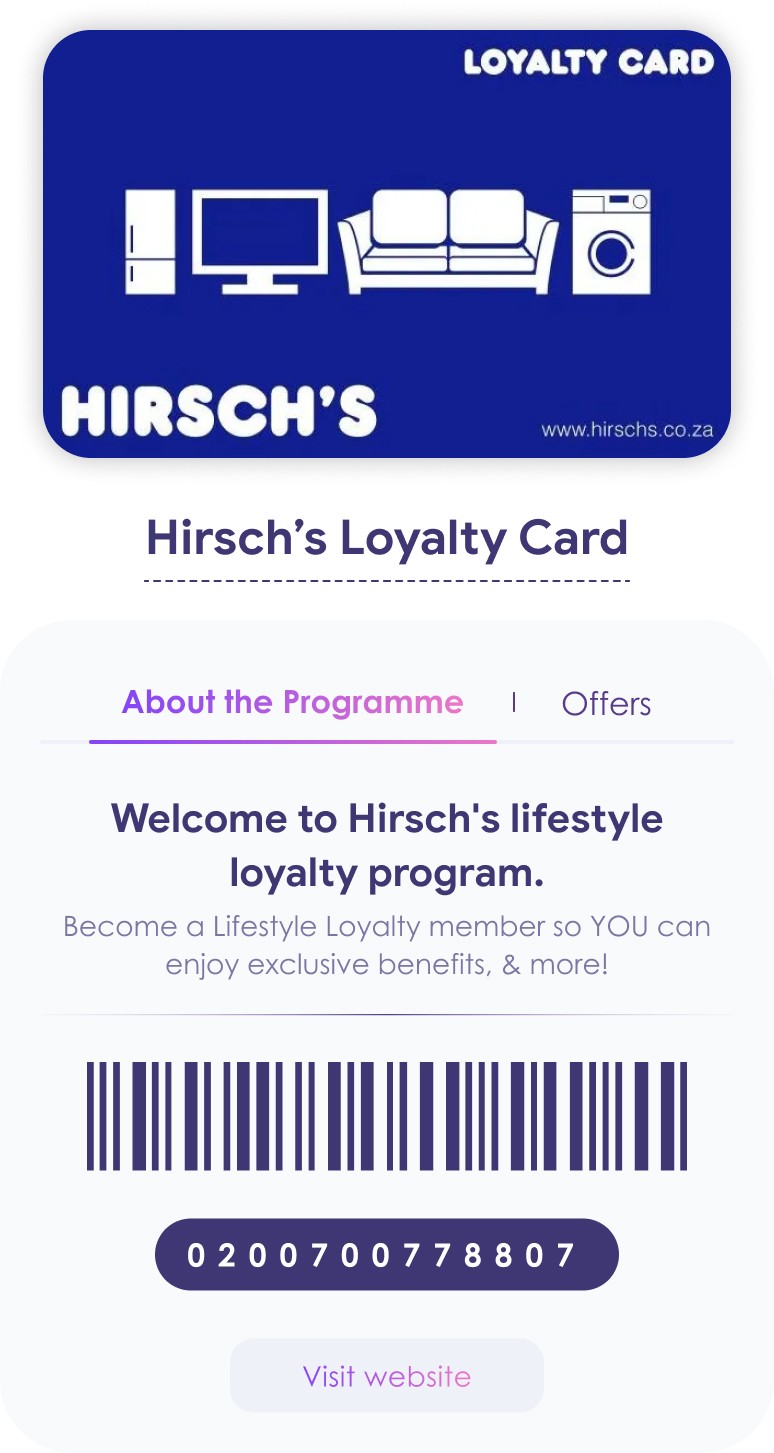 LOYALTY CARD
HIRSCH'S
www.hirschs.co.za
Hirsch’s Loyalty Card
About the Programme | Offers
Welcome to Hirsch's lifestyle
loyalty program.
Become a Lifestyle Loyalty member so YOU can
enjoy exclusive benefits, & more!
0200700778807
Visit website